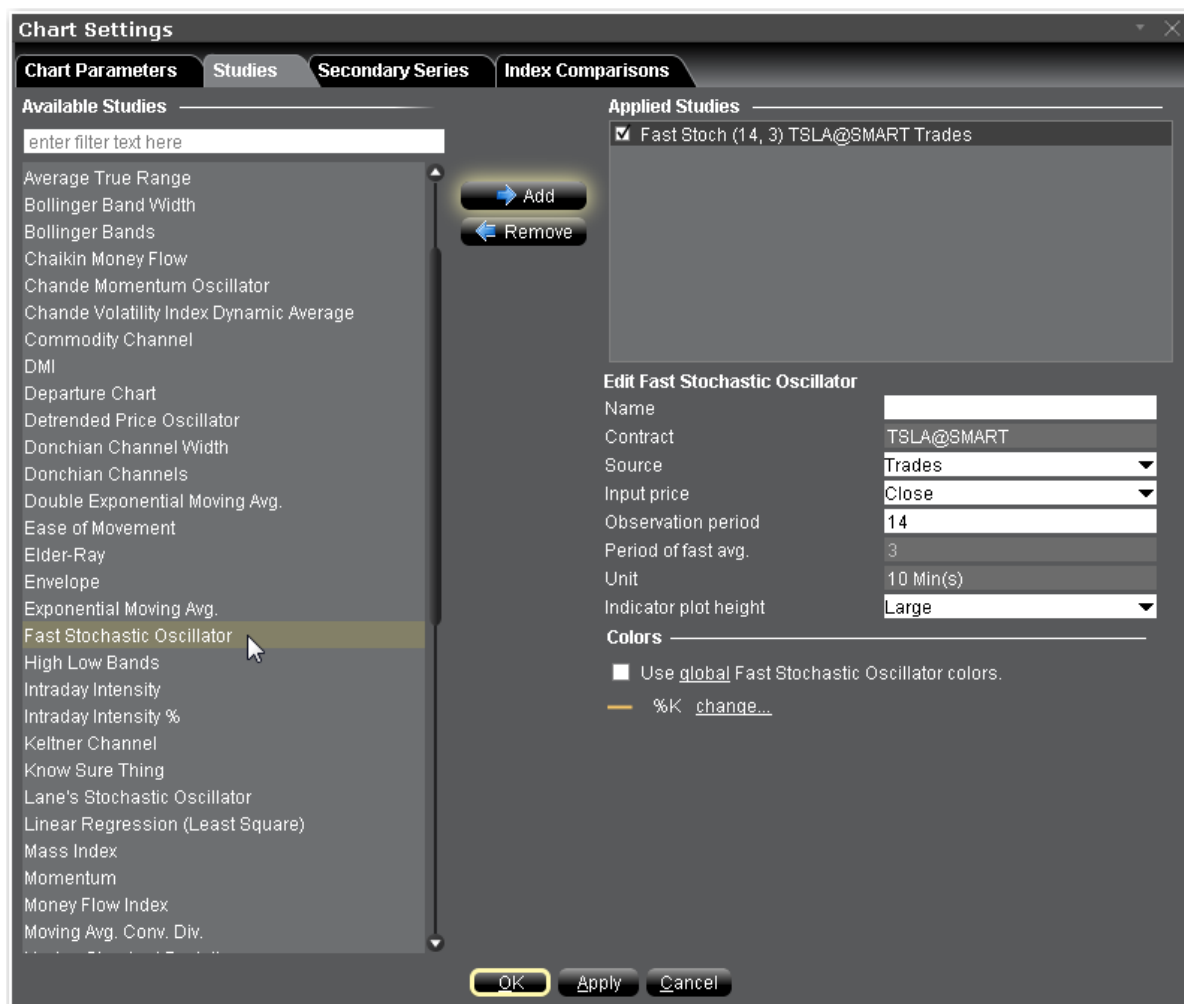 Chart Settings
Chart Parameters
Studies
Secondary Series
Index Comparisons
Available Studies
enter filter text here
Average True Range
Bollinger Band Width
Bollinger Bands
Chaikin Money Flow
Chande Momentum Oscillator
Chande Volatility Index Dynamic Average
Commodity Channel
DMI
Departure Chart
Detrended Price Oscillator
Donchian Channel Width
Donchian Channels
Double Exponential Moving Avg.
Ease of Movement
Elder-Ray
Envelope
Exponential Moving Avg.
Fast Stochastic Oscillator
High Low Bands
Intraday Intensity
Intraday Intensity %
Keltner Channel
Know Sure Thing
Lane's Stochastic Oscillator
Linear Regression (Least Square)
Mass Index
Momentum
Money Flow Index
Moving Avg. Conv. Div.
Add
Remove
Applied Studies
Fast Stoch (14, 3) TSLA@SMART Trades
Edit Fast Stochastic Oscillator
Name
Contract TSLA@SMART
Source Trades
Input price Close
Observation period 14
Period of fast avg. 3
Unit 10 Min(s)
Indicator plot height Large
Colors
Use global Fast Stochastic Oscillator colors.
%K change...
OK
Apply
Cancel